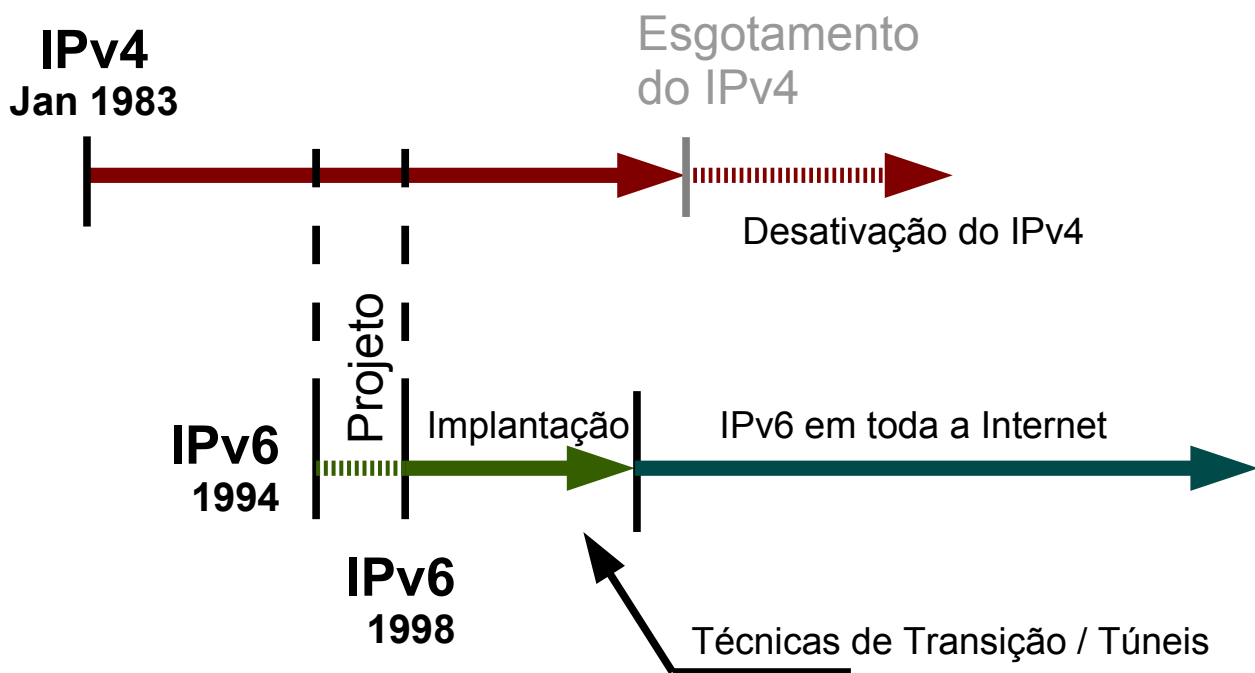 IPv4
Jan 1983
Esgotamento
do IPv4
Desativação do IPv4
Projeto
Implantação
IPv6 em toda a Internet
IPv6
1994
IPv6
1998
Técnicas de Transição / Túneis